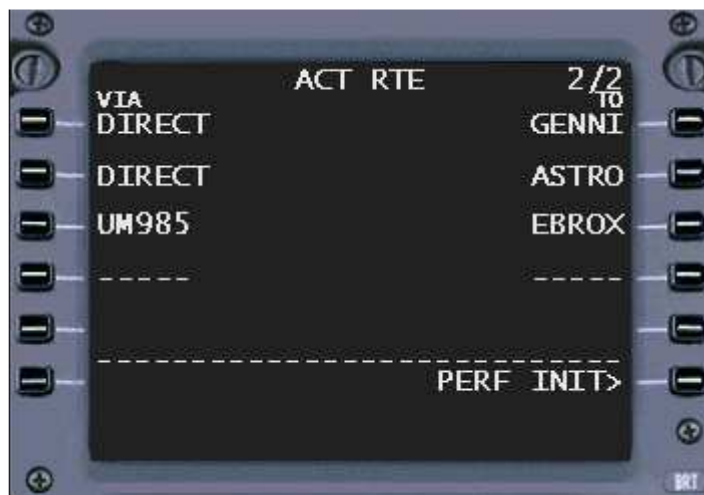 ACT RTE 2/2
VIA TO
DIRECT GENNI
DIRECT ASTRO
UM985 EBROX
----- -----
------------------------------
PERF INIT>
BRT